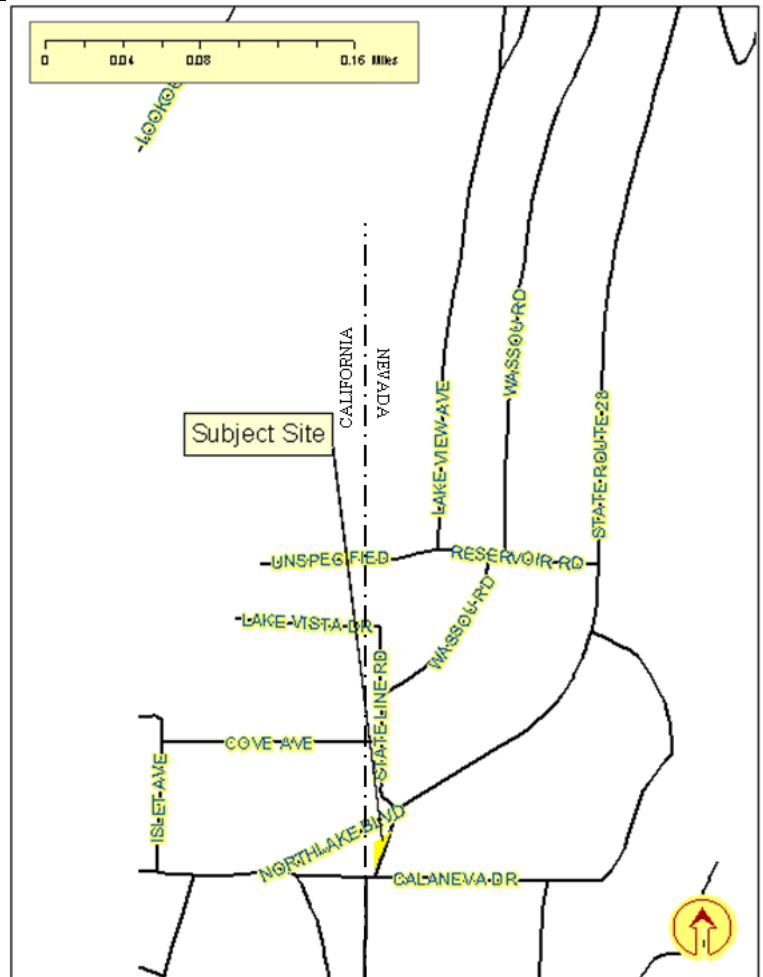 0 0.04 0.08 0.16 Miles
LOOKOU
CALIFORNIA
NEVADA
WASSOU RD
LAKE VIEW AVE
STATE ROUTE 28
Subject Site
UNSPECIFIED
RESERVOIR RD
WASSOU RD
LAKE VISTA DR
STATE LINE RD
COVE AVE
ISLET AVE
NORTHLAKE BLVD
CALANEVA DR